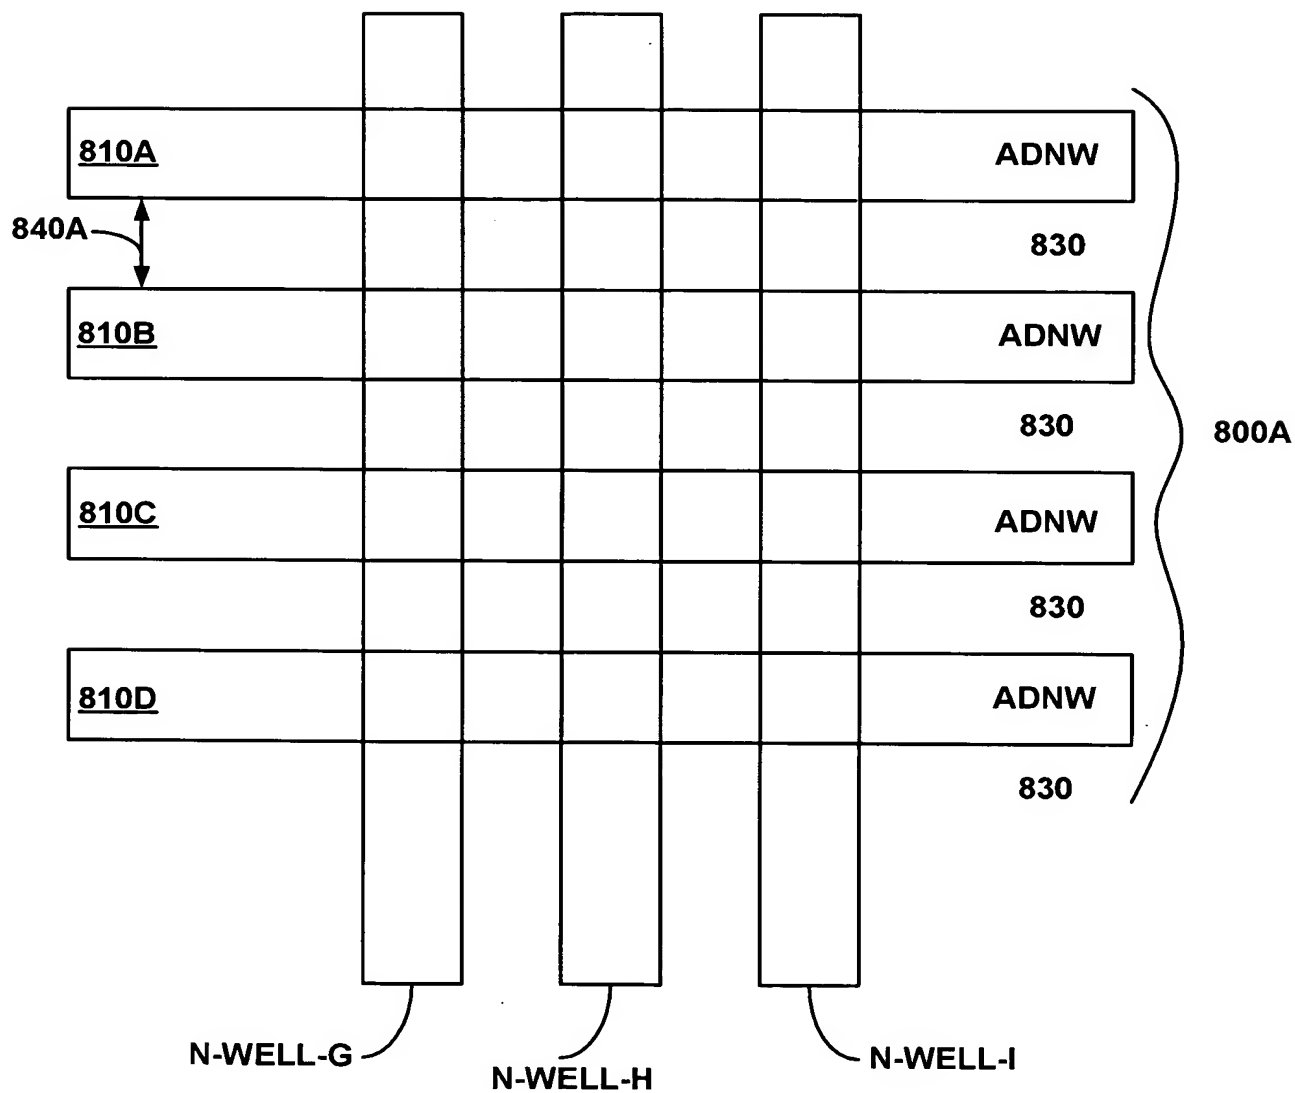 810A ADNW
840A 830
810B ADNW
830 800A
810C ADNW
830
810D ADNW
830
N-WELL-G N-WELL-H N-WELL-I